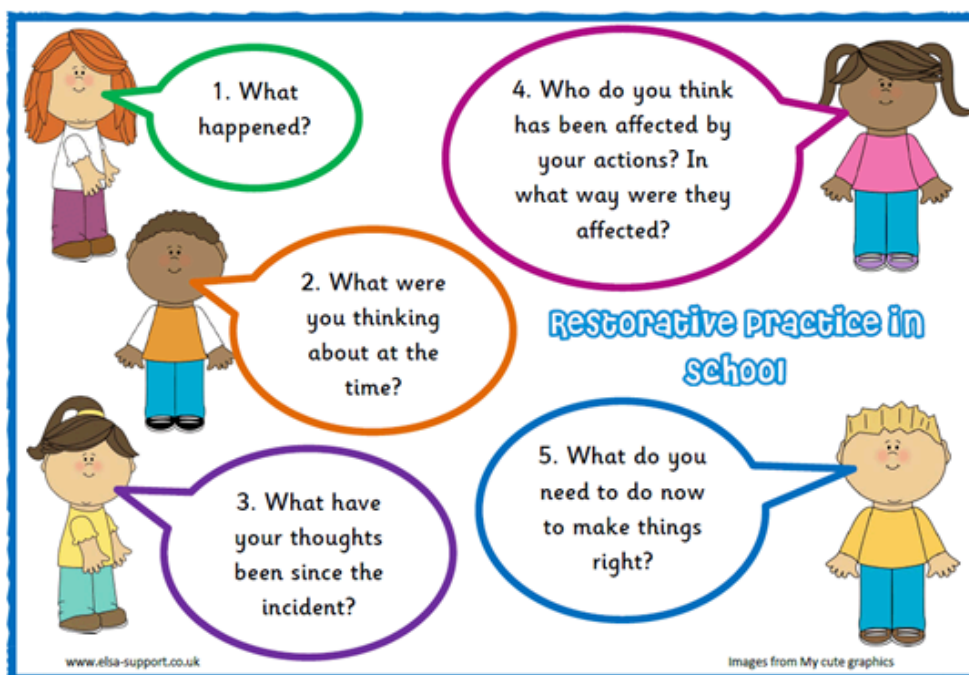 1. What
happened?
2. What were
you thinking
about at the
time?
3. What have
your thoughts
been since the
incident?
4. Who do you think
has been affected by
your actions? In
what way were they
affected?
Restorative Practice in
school
5. What do you
need to do now
to make things
right?
www.elsa-support.co.uk
Images from My cute graphics